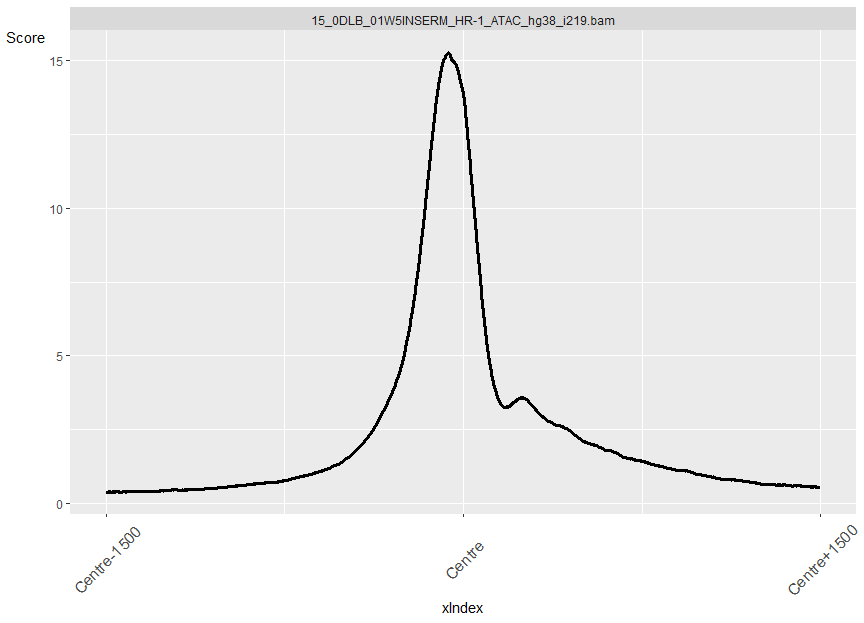 15_0DLB_01W5INSERM_HR-1_ATAC_hg38_i219.bam
Score
15
10
5
0
Centre-1500
Centre
Centre+1500
xIndex